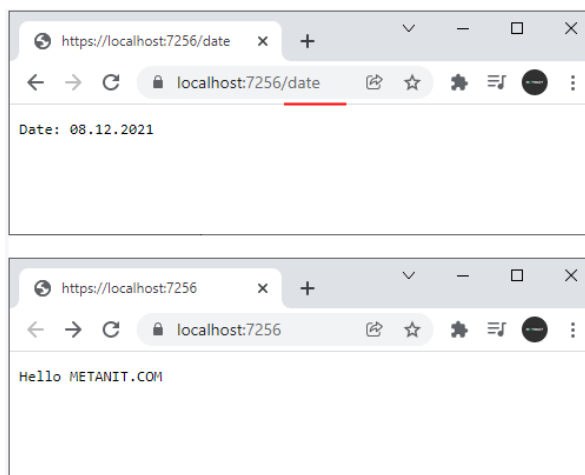 https://localhost:7256/date
localhost:7256/date
Date: 08.12.2021
https://localhost:7256
localhost:7256
Hello METANIT.COM